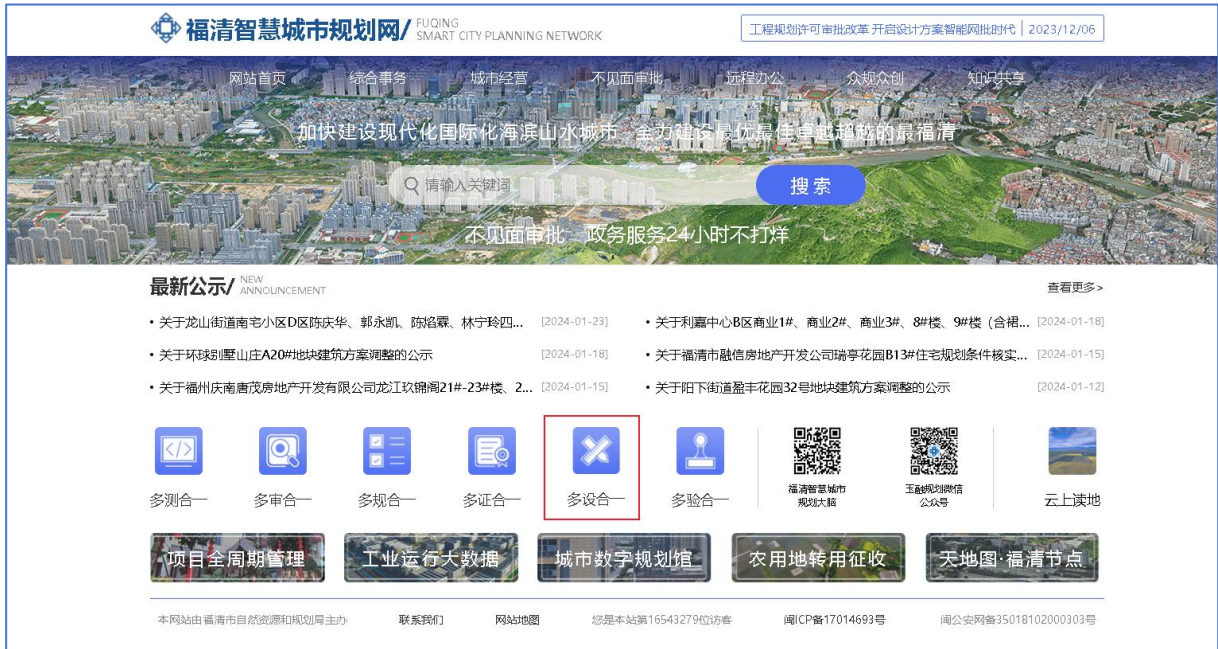 福清智慧城市规划网/ FUQING
SMART CITY PLANNING NETWORK
工程规划许可审批改革 开启设计方案智能网批时代 | 2023/12/06
网站首页 综合事务 城市经营 不见面审批 远程办公 众规众创 知识共享
加快建设现代化国际化海滨山水城市 全力建设最优最佳卓越超越的最福清
请输入关键词 搜索
不见面审批 政务服务24小时不打烊
最新公示/ NEW
ANNOUNCEMENT
查看更多>
• 关于龙山街道南宅小区D区陈庆华、郭永凯、陈焰霖、林宁玲四... [2024-01-23] • 关于利嘉中心B区商业1#、商业2#、商业3#、8#楼、9#楼（含裙... [2024-01-18]
• 关于环球别墅山庄A20#地块建筑方案调整的公示 [2024-01-18] • 关于福清市融信房地产开发公司瑞亭花园B13#住宅规划条件核实... [2024-01-15]
• 关于福州庆南唐茂房地产开发有限公司龙江玖锦阁21#-23#楼、2... [2024-01-15] • 关于阳下街道盈丰花园32号地块建筑方案调整的公示 [2024-01-12]
多测合一 多审合一 多规合一 多证合一 多设合一 多验合一 福清智慧城市 玉融规划微信 云上读地
规划大脑 公众号
项目全周期管理 工业运行大数据 城市数字规划馆 农用地转用征收 天地图·福清节点
本网站由福清市自然资源和规划局主办 联系我们 网站地图 您是本站第16543279位访客 闽ICP备17014693号 闽公安网备35018102000303号